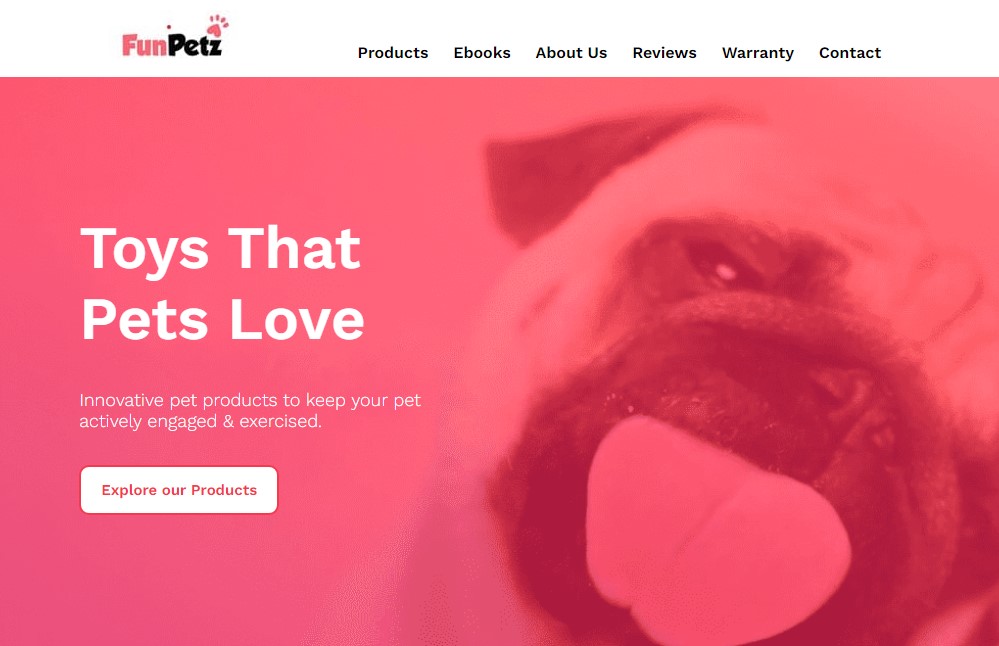 FunPetz
Products Ebooks About Us Reviews Warranty Contact
Toys That
Pets Love
Innovative pet products to keep your pet
actively engaged & exercised.
Explore our Products